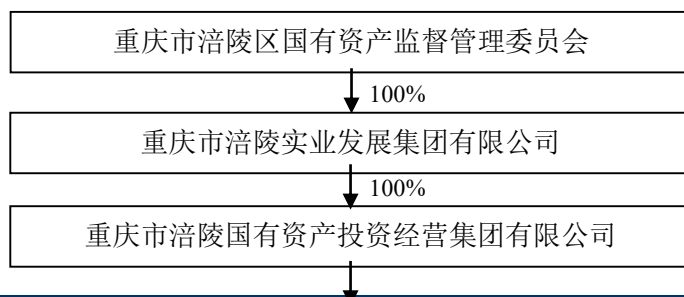 重庆市涪陵区国有资产监督管理委员会
100%
重庆市涪陵实业发展集团有限公司
100%
重庆市涪陵国有资产投资经营集团有限公司